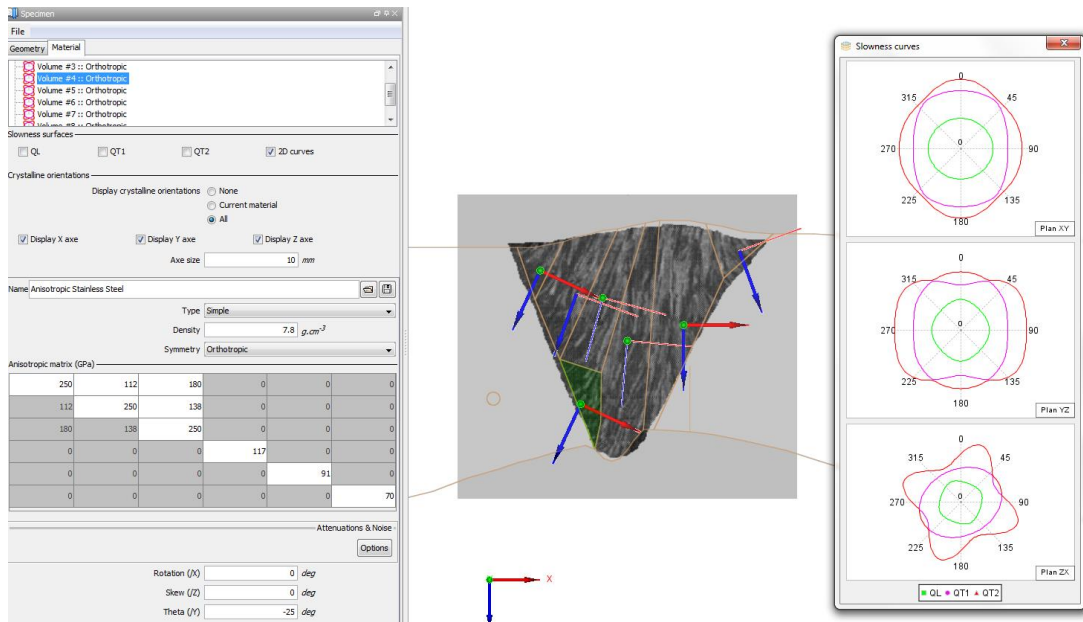 Specimen
File
Geometry Material
Volume #3 :: Orthotropic
Volume #4 :: Orthotropic
Volume #5 :: Orthotropic
Volume #6 :: Orthotropic
Volume #7 :: Orthotropic
Volume #8 :: Orthotropic
Slowness surfaces
QL QT1 QT2 2D curves
Crystalline orientations
Display crystalline orientations None
Current material
All
Display X axe Display Y axe Display Z axe
Axe size 10 mm
Name Anisotropic Stainless Steel
Type Simple
Density 7.8 g.cm-3
Symmetry Orthotropic
Anisotropic matrix (GPa)
250 112 180 0 0 0
112 250 138 0 0 0
180 138 250 0 0 0
0 0 0 117 0 0
0 0 0 0 91 0
0 0 0 0 0 70
Attenuations & Noise
Options
Rotation (/X) 0 deg
Skew (/Z) 0 deg
Theta (/Y) -25 deg
X
Slowness curves
0
315 45
270 0 90
225 135
180
Plan XY
0
315 45
270 0 90
225 135
180
Plan YZ
0
315 45
270 0 90
225 135
180
Plan ZX
QL QT1 QT2